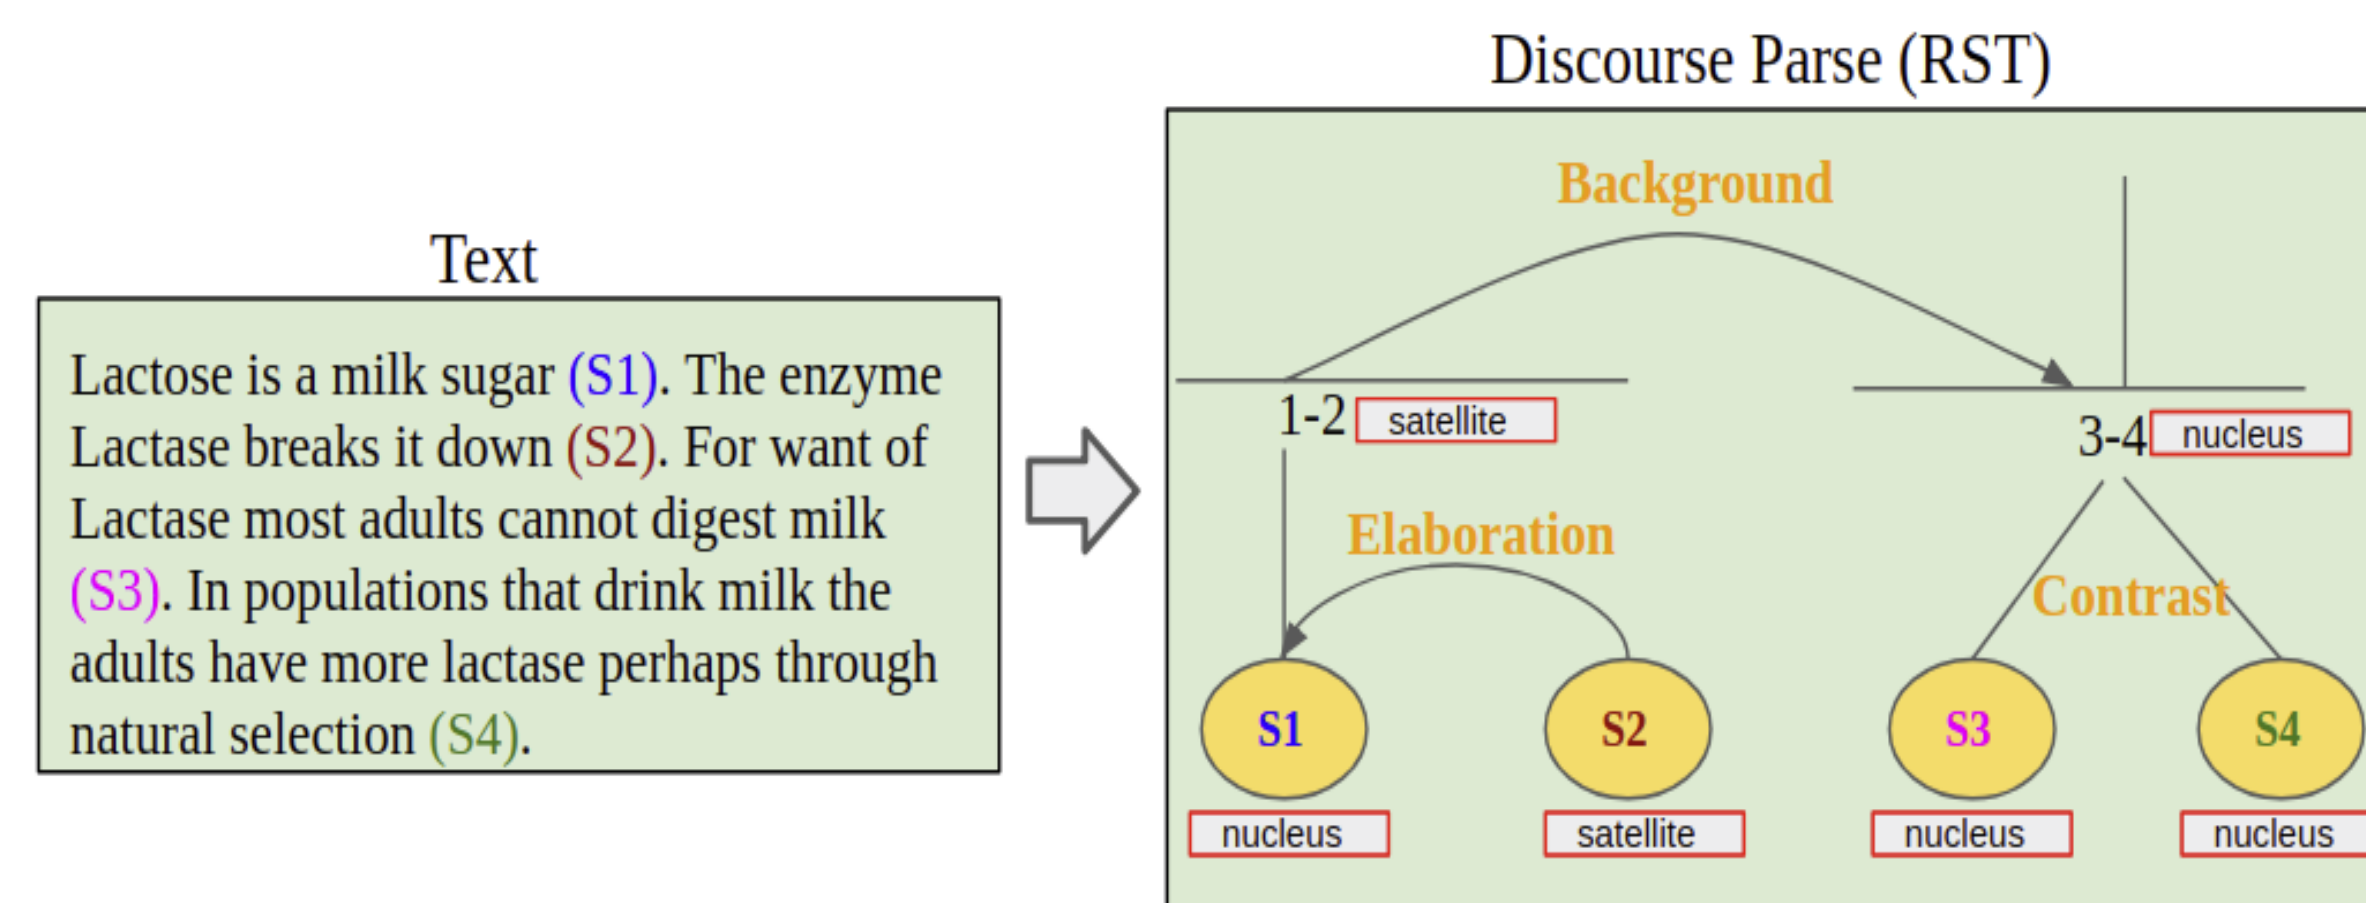 Discourse Parse (RST)
Text
Lactose is a milk sugar (S1). The enzyme
Lactase breaks it down (S2). For want of
Lactase most adults cannot digest milk
(S3). In populations that drink milk the
adults have more lactase perhaps through
natural selection (S4).
Background
1-2 satellite
3-4 nucleus
Elaboration
Contrast
S1 S2 S3 S4
nucleus satellite nucleus nucleus